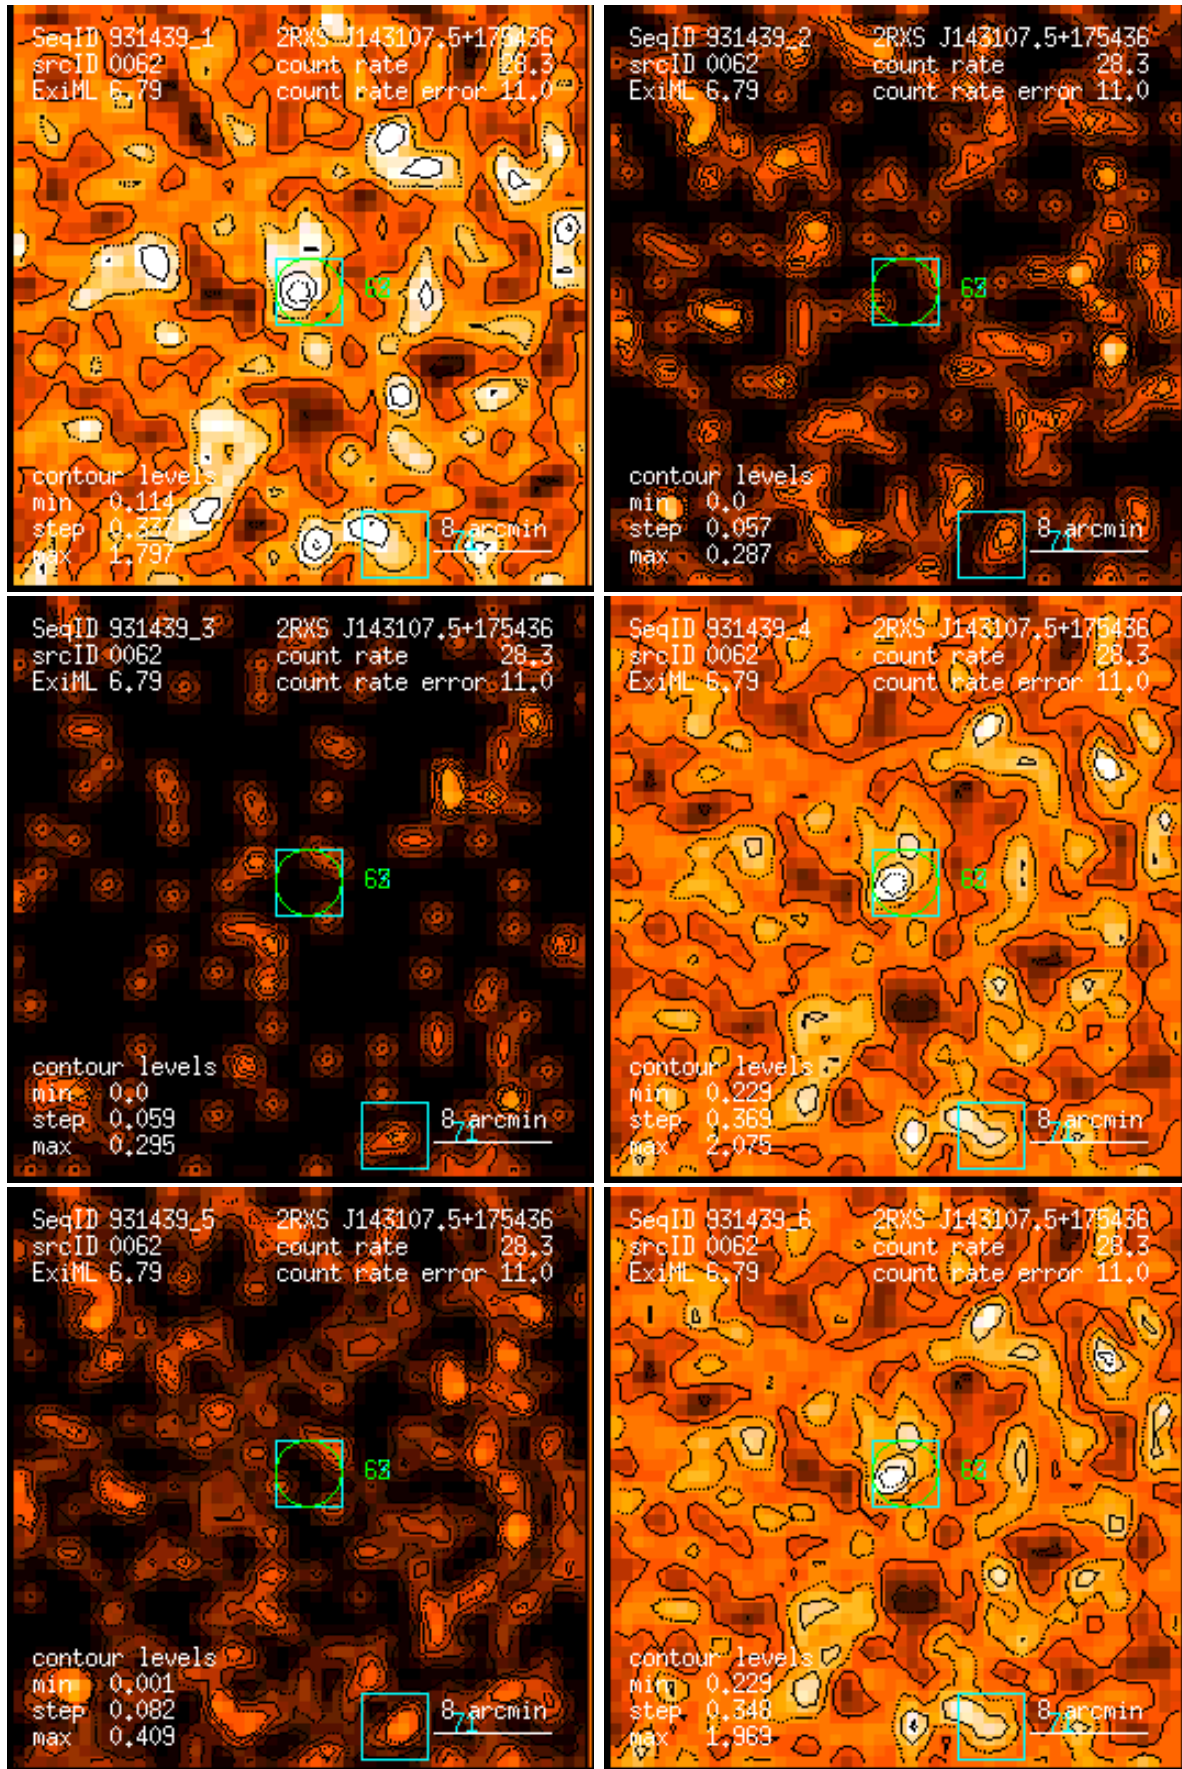 SeqID 931439_1 2RXS J143107.5+175436
srcID 0062 count rate 28.3
ExiML 6.79 count rate error 11.0
contour levels
min 0.114
step 0.337
max 1.797
8 arcmin
71
SeqID 931439_2 2RXS J143107.5+175436
srcID 0062 count rate 28.3
ExiML 6.79 count rate error 11.0
contour levels
min 0.0
step 0.057
max 0.287
8 arcmin
71
SeqID 931439_3 2RXS J143107.5+175436
srcID 0062 count rate 28.3
ExiML 6.79 count rate error 11.0
contour levels
min 0.0
step 0.059
max 0.295
8 arcmin
71
SeqID 931439_4 2RXS J143107.5+175436
srcID 0062 count rate 28.3
ExiML 6.79 count rate error 11.0
contour levels
min 0.229
step 0.369
max 2.075
8 arcmin
71
SeqID 931439_5 2RXS J143107.5+175436
srcID 0062 count rate 28.3
ExiML 6.79 count rate error 11.0
contour levels
min 0.001
step 0.082
max 0.409
8 arcmin
71
SeqID 931439_6 2RXS J143107.5+175436
srcID 0062 count rate 28.3
ExiML 6.79 count rate error 11.0
contour levels
min 0.229
step 0.348
max 1.969
8 arcmin
71